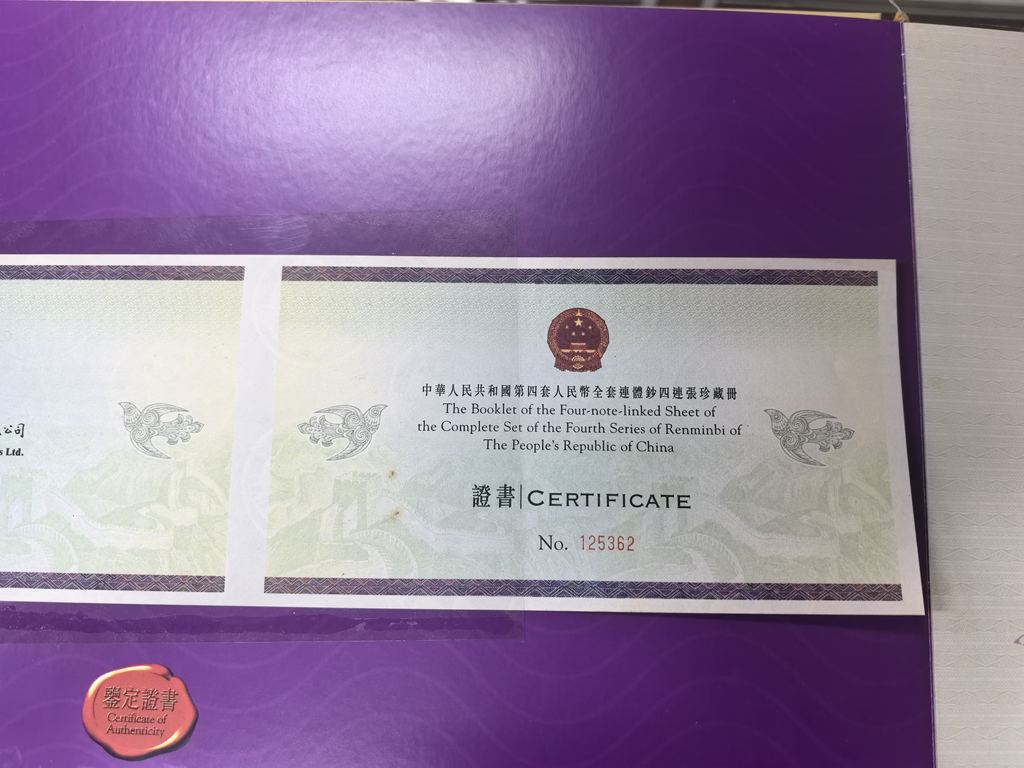 中華人民共和國第四套人民幣全套連體鈔四連張珍藏冊
The Booklet of the Four-note-linked Sheet of
the Complete Set of the Fourth Series of Renminbi of
The People's Republic of China
公司
s Ltd.
證書|CERTIFICATE
No. 125362
鑒定證書
Certificate of
Authenticity